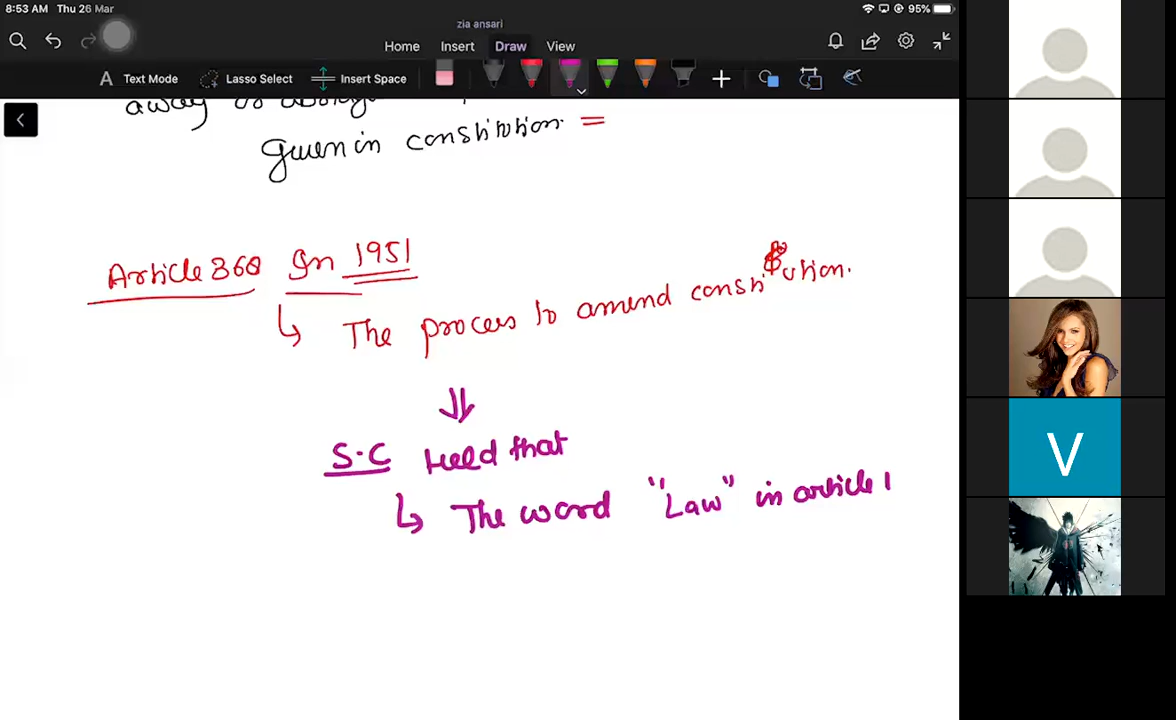 8:53 AM Thu 26 Mar
95%
zia ansari
Home Insert Draw View
Text Mode Lasso Select Insert Space
away
given in constitution =
Article 368 In 1951
The process to amend constitution.
S.C Held that
The word "Law" in article 1
V